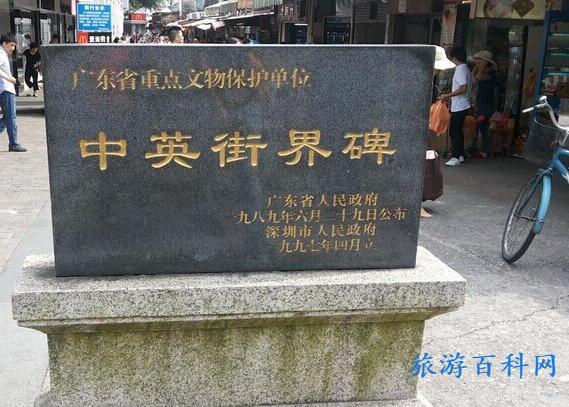 广东省重点文物保护单位
中英街界碑
广东省人民政府
一九八九年六月二十九日公布
深圳市人民政府
一九九七年四月立
旅游百科网